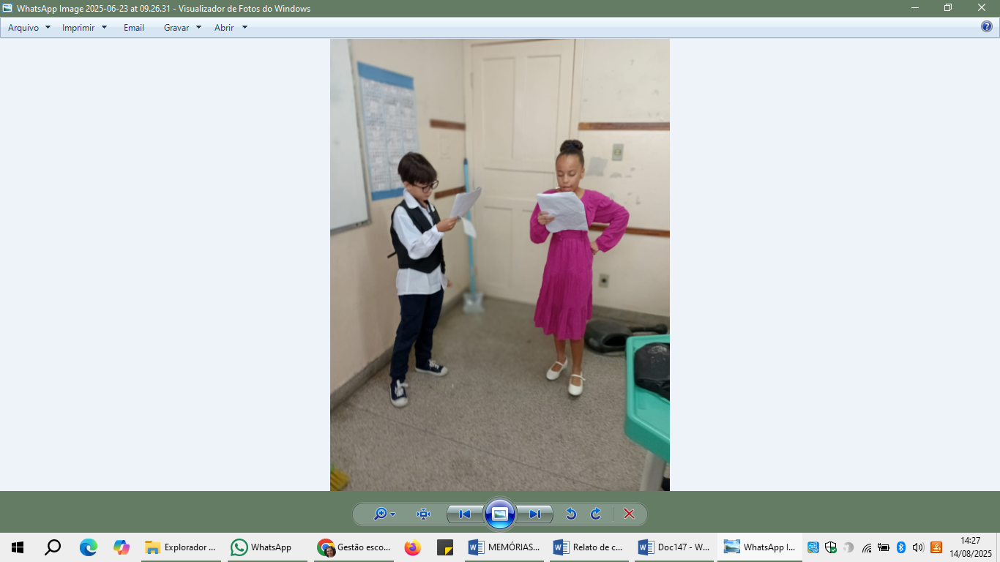 WhatsApp Image 2025-06-23 at 09.26.31 - Visualizador de Fotos do Windows
Arquivo Imprimir Email Gravar Abrir
Explorador ...
WhatsApp
Gestão esco...
MEMÓRIAS...
Relato de c...
Doc147 - W...
WhatsApp I...
14:27
14/08/2025